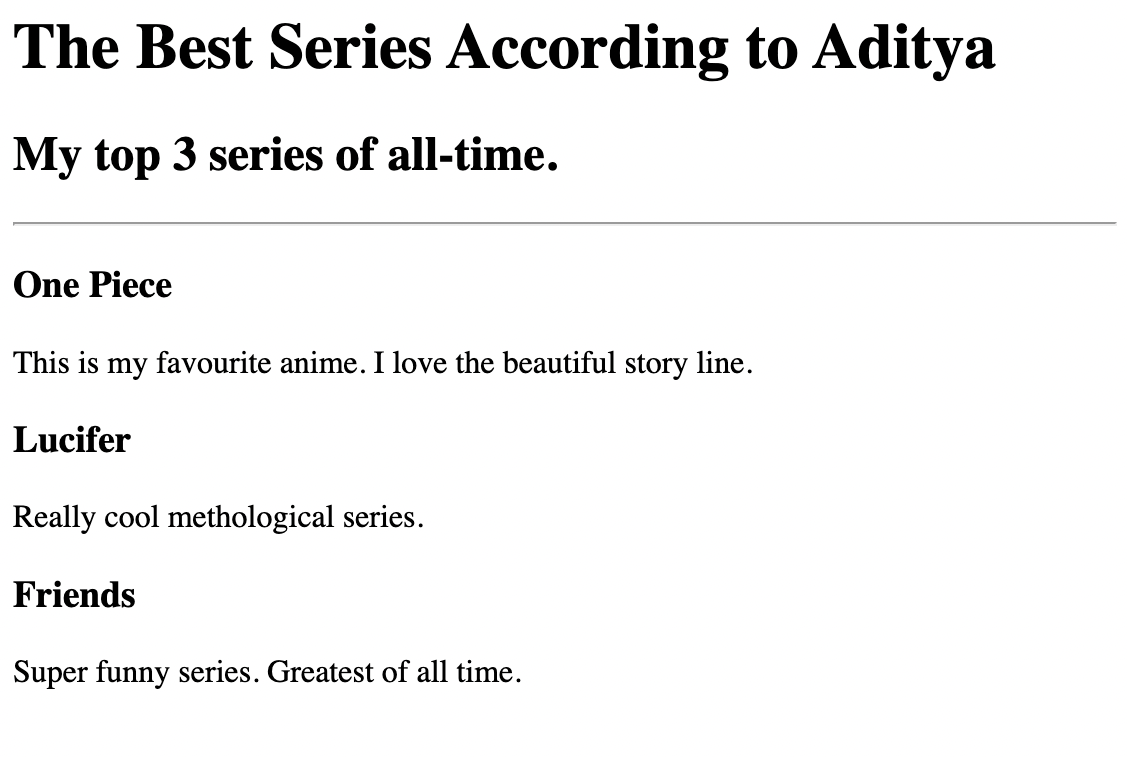 The Best Series According to Aditya
My top 3 series of all-time.
One Piece
This is my favourite anime. I love the beautiful story line.
Lucifer
Really cool methological series.
Friends
Super funny series. Greatest of all time.